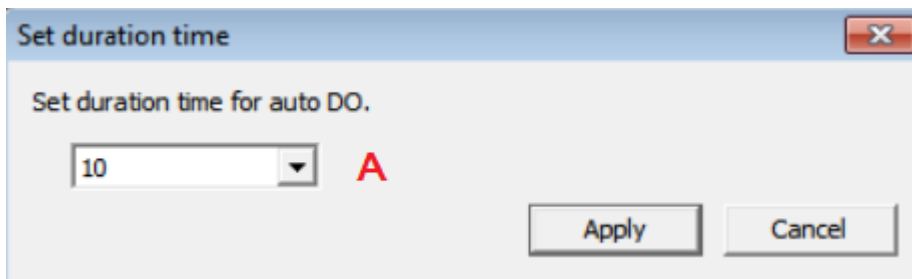 Set duration time
Set duration time for auto DO.
10 A
Apply Cancel